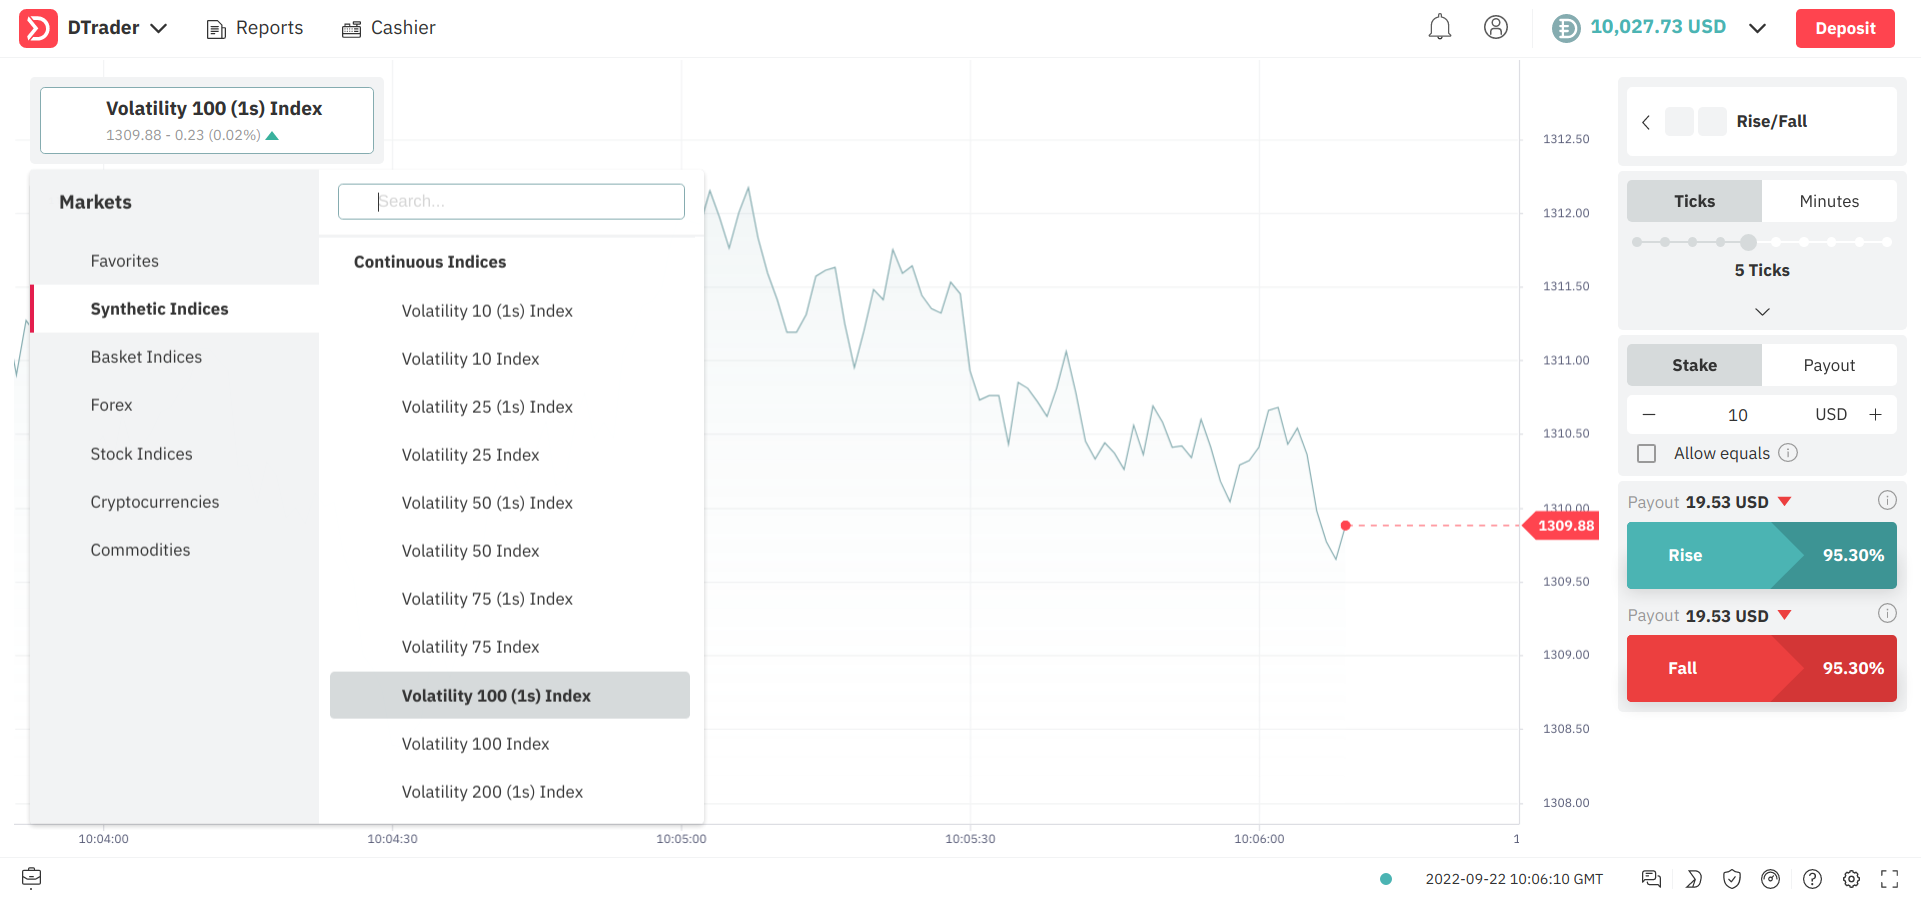 DTrader
Reports
Cashier
10,027.73 USD
Deposit
Volatility 100 (1s) Index
1309.88 - 0.23 (0.02%)
Markets
Favorites
Synthetic Indices
Basket Indices
Forex
Stock Indices
Cryptocurrencies
Commodities
Search...
Continuous Indices
Volatility 10 (1s) Index
Volatility 10 Index
Volatility 25 (1s) Index
Volatility 25 Index
Volatility 50 (1s) Index
Volatility 50 Index
Volatility 75 (1s) Index
Volatility 75 Index
Volatility 100 (1s) Index
Volatility 100 Index
Volatility 200 (1s) Index
1312.50
1312.00
1311.50
1311.00
1310.50
1310.00
1309.88
1309.50
1309.00
1308.50
1308.00
10:04:00
10:04:30
10:05:00
10:05:30
10:06:00
1
Rise/Fall
Ticks
Minutes
5 Ticks
Stake
Payout
10
USD
Allow equals
Payout 19.53 USD
Rise
95.30%
Payout 19.53 USD
Fall
95.30%
2022-09-22 10:06:10 GMT